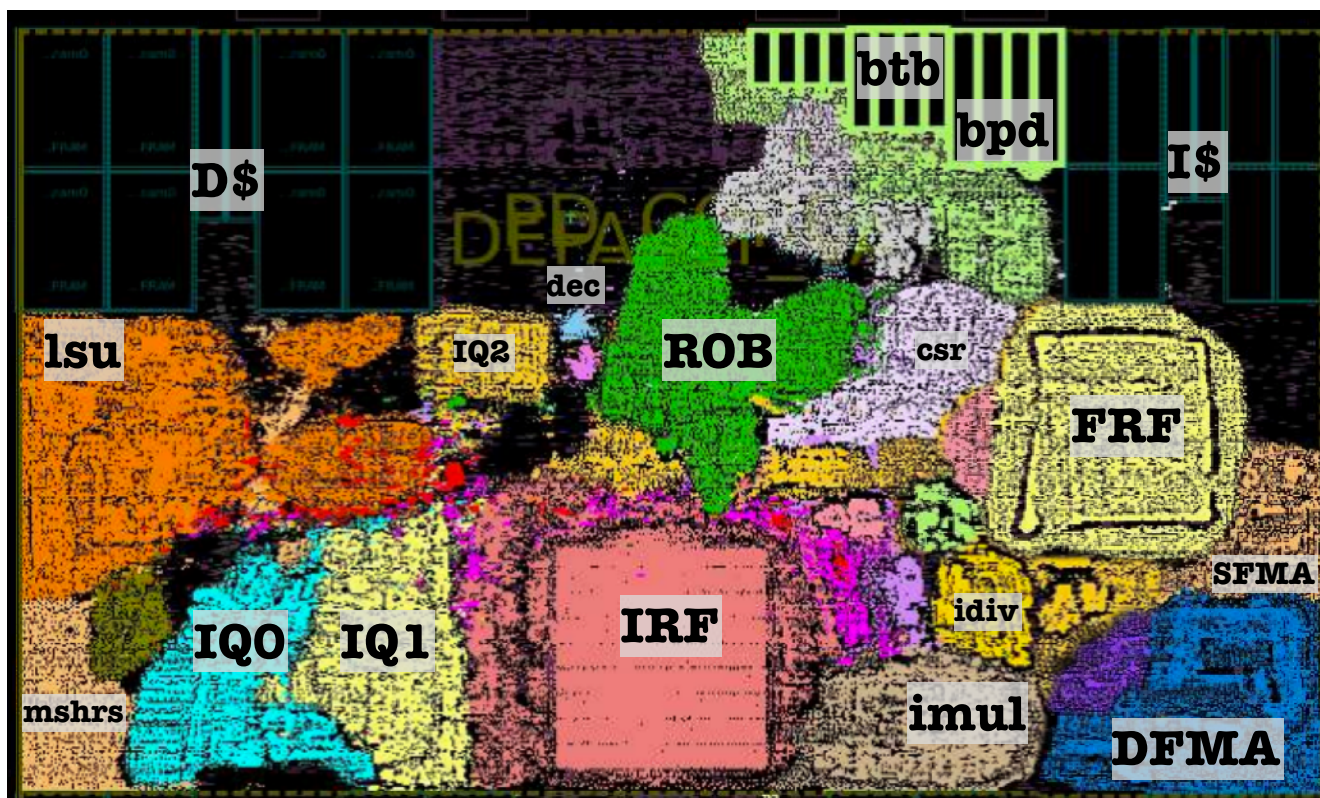 btb
bpd
D$
I$
dec
lsu
IQ2
ROB
csr
FRF
SFMA
idiv
IRF
IQ0
IQ1
mshrs
imul
DFMA